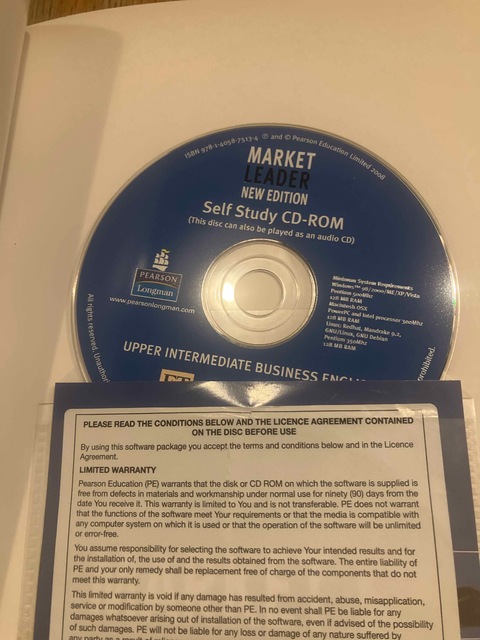 ISBN 978-1-4058-7513-4 ℗ and © Pearson Education Limited 2008
MARKET
LEADER
NEW EDITION
Self Study CD-ROM
(This disc can also be played as an audio CD)
PEARSON
Longman
www.pearsonlongman.com
Minimum System Requirements
Windows™ 98/2000/ME/XP/Vista
Pentium 500Mhz
128 MB RAM
Macintosh OSX
PowerPC and Intel processor 500Mhz
128 MB RAM
Linux: Redhat, Mandrake 9.2,
GNU/Linux, GNU Debian
Pentium 350Mhz
128 MB RAM
All rights reserved. Unauthor
prohibited.
UPPER INTERMEDIATE BUSINESS ENGLI
PLEASE READ THE CONDITIONS BELOW AND THE LICENCE AGREEMENT CONTAINED
ON THE DISC BEFORE USE
By using this software package you accept the terms and conditions below and in the Licence
Agreement.
LIMITED WARRANTY
Pearson Education (PE) warrants that the disk or CD ROM on which the software is supplied is
free from defects in materials and workmanship under normal use for ninety (90) days from the
date You receive it. This warranty is limited to You and is not transferable. PE does not warrant
that the functions of the software meet Your requirements or that the media is compatible with
any computer system on which it is used or that the operation of the software will be unlimited
or error-free.
You assume responsibility for selecting the software to achieve Your intended results and for
the installation of, the use of and the results obtained from the software. The entire liability of
PE and your only remedy shall be replacement free of charge of the components that do not
meet this warranty.
This limited warranty is void if any damage has resulted from accident, abuse, misapplication,
service or modification by someone other than PE. In no event shall PE be liable for any
damages whatsoever arising out of installation of the software, even if advised of the possibility
of such damages. PE will not be liable for any loss or damage of any nature suffered by
any party as a result of